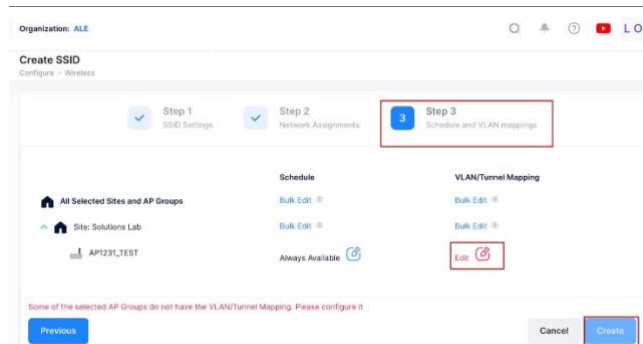 Organization: ALE
L O
Create SSID
Configure - Wireless
Step 1
SSID Settings
Step 2
Network Assignments
3
Step 3
Schedule and VLAN mappings
Schedule
VLAN/Tunnel Mapping
All Selected Sites and AP Groups
Bulk Edit
Bulk Edit
Site: Solutions Lab
Bulk Edit
Bulk Edit
AP1231_TEST
Always Available
Edit
Some of the selected AP Groups do not have the VLAN/Tunnel Mapping. Please configure it
Previous
Cancel
Create